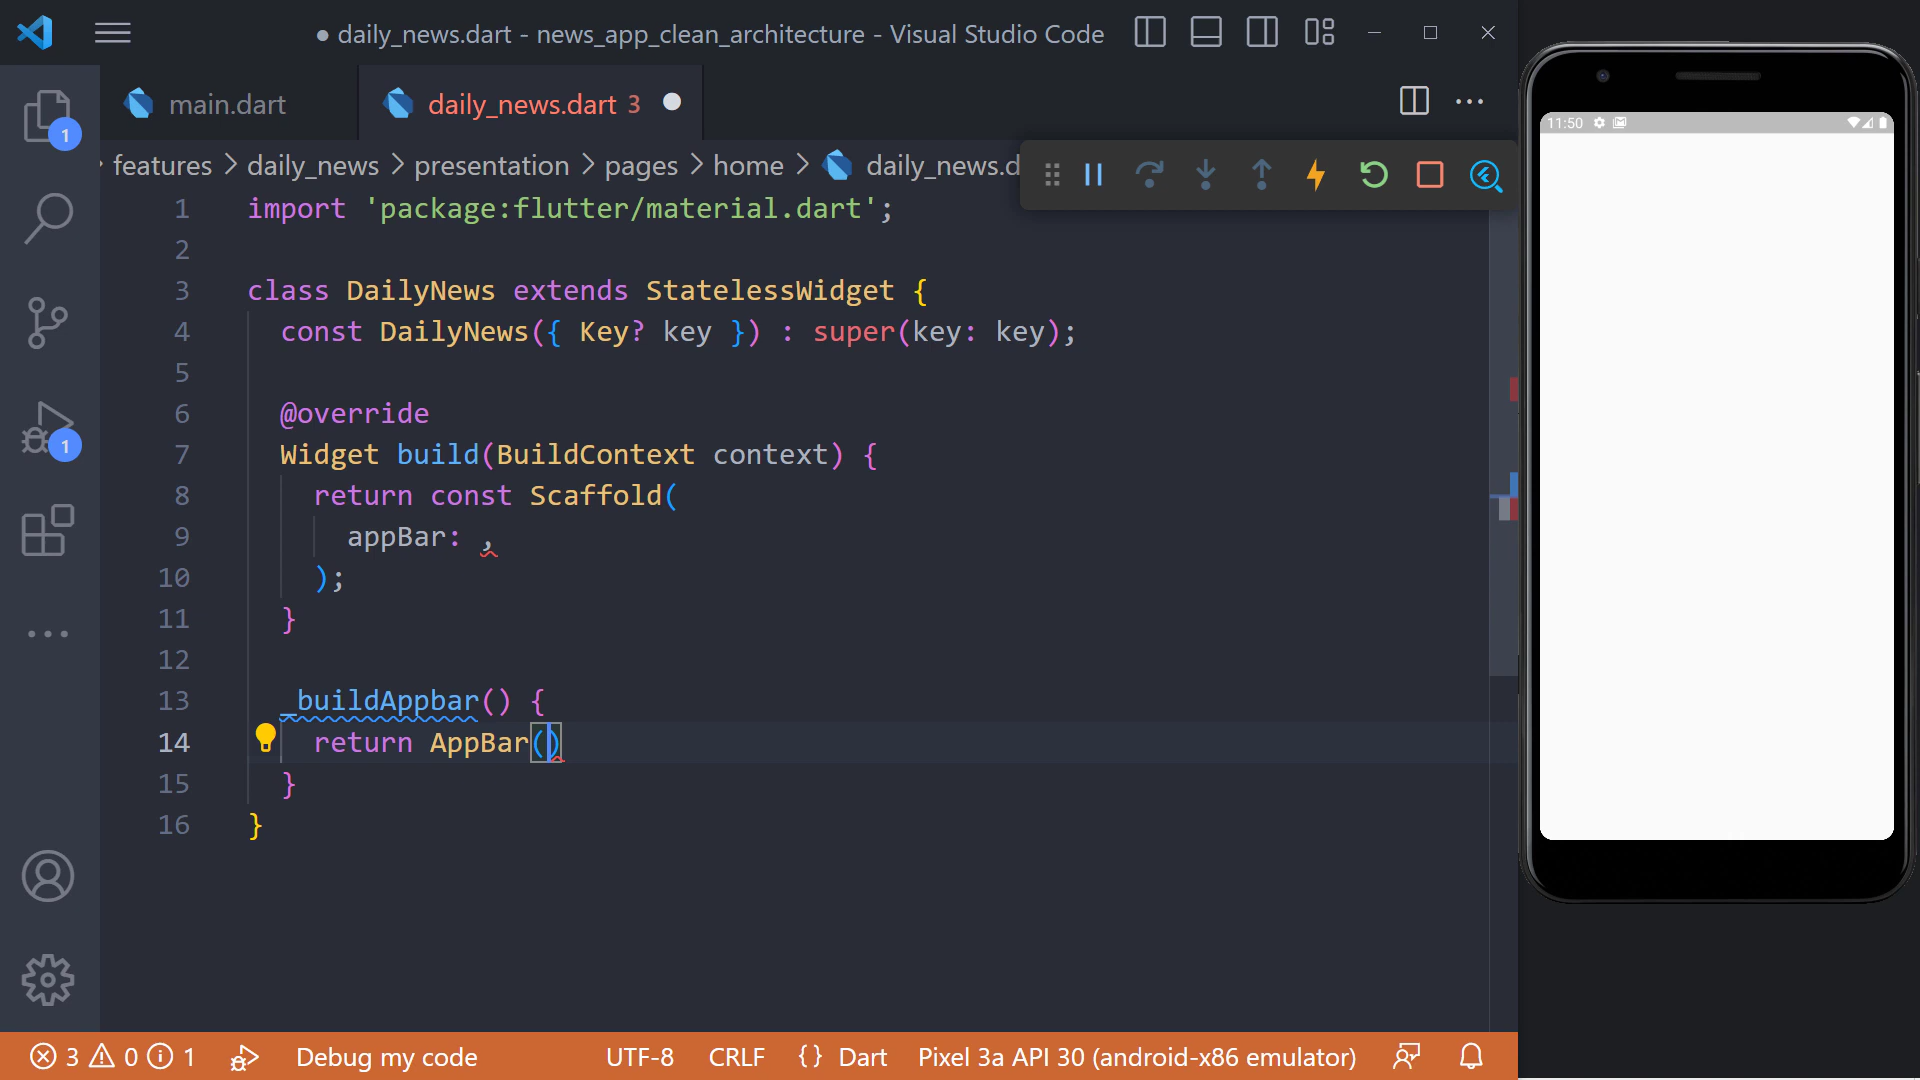 ● daily_news.dart - news_app_clean_architecture - Visual Studio Code
main.dart
daily_news.dart 3 ●
features > daily_news > presentation > pages > home > daily_news.d
1 import 'package:flutter/material.dart';
2
3 class DailyNews extends StatelessWidget {
4 const DailyNews({ Key? key }) : super(key: key);
5
6 @override
7 Widget build(BuildContext context) {
8 return const Scaffold(
9 appBar: ,
10 );
11 }
12
13 _buildAppbar() {
14 return AppBar()
15 }
16 }
1
1
11:50
3 0 1 Debug my code UTF-8 CRLF {} Dart Pixel 3a API 30 (android-x86 emulator)